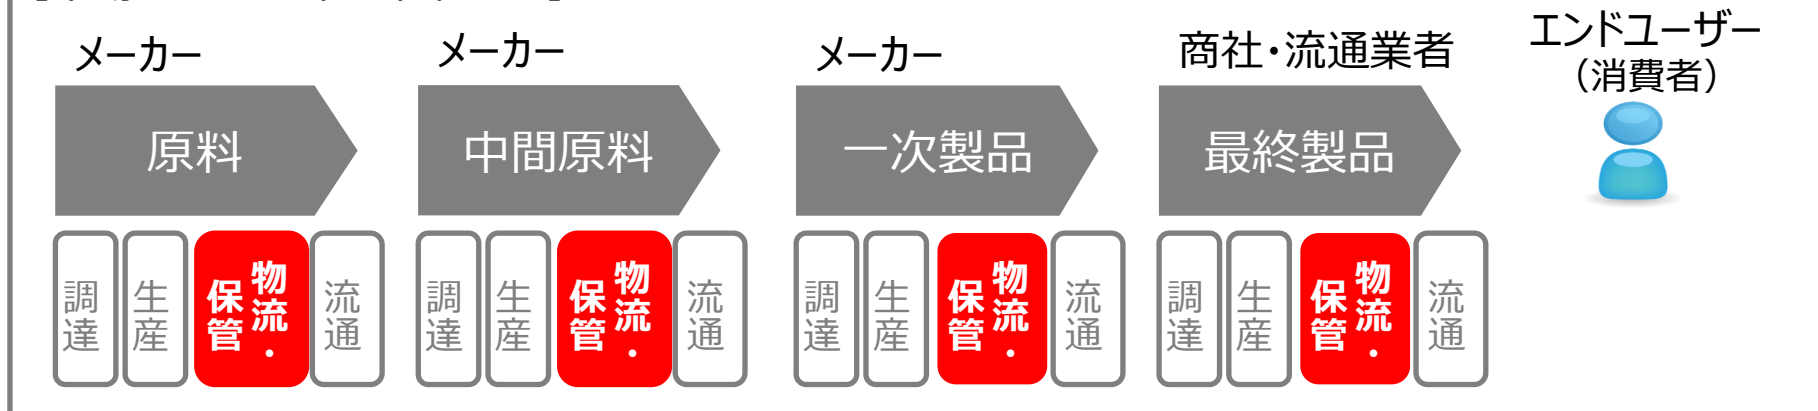 メーカー
メーカー
メーカー
商社・流通業者
エンドユーザー
（消費者）
原料
中間原料
一次製品
最終製品
調達
生産
物流・
保管
流通
調達
生産
物流・
保管
流通
調達
生産
物流・
保管
流通
調達
生産
物流・
保管
流通